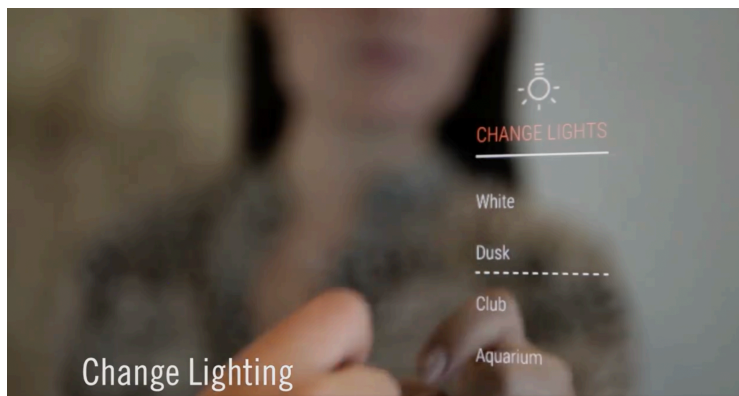 CHANGE LIGHTS
White
Dusk
Club
Aquarium
Change Lighting